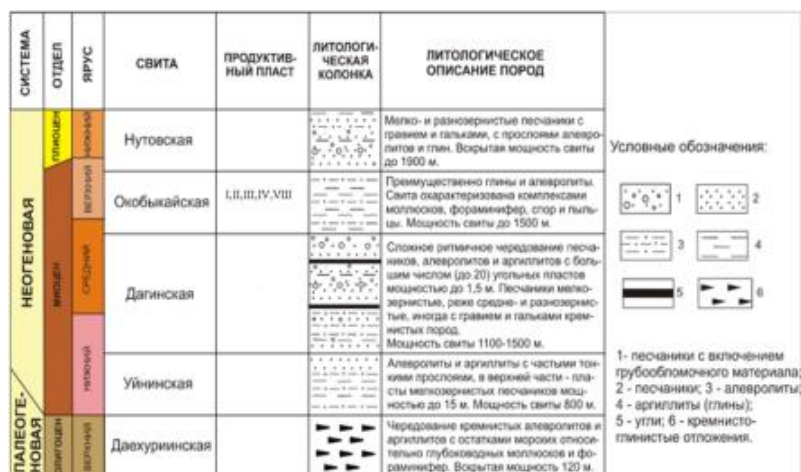 СИСТЕМА
ОТДЕЛ
ЯРУС
СВИТА
ПРОДУКТИВ-
НЫЙ ПЛАСТ
ЛИТОЛОГИ-
ЧЕСКАЯ
КОЛОНКА
ЛИТОЛОГИЧЕСКОЕ
ОПИСАНИЕ ПОРОД
НЕОГЕНОВАЯ
ПАЛЕОГЕ-
НОВАЯ
ПЛИОЦЕН
МИОЦЕН
ОЛИГОЦЕН
НИЖНИЙ
ВЕРХНИЙ
СРЕДНИЙ
НИЖНИЙ
ВЕРХНИЙ
Нутовская
Мелко- и разнозернистые песчаники с
гравием и гальками, с прослоями алевро-
литов и глин. Вскрытая мощность свиты
до 1900 м.
Окобыкайская
I,II,III,IV,VIII
Преимущественно глины и алевролиты.
Свита охарактеризована комплексами
моллюсков, фораминифер, спор и пыль-
цы. Мощность свиты до 1500 м.
Дагинская
Сложное ритмичное чередование песча-
ников, алевролитов и аргиллитов с боль-
шим числом (до 20) угольных пластов
мощностью до 1,5 м. Песчаники мелко-
зернистые, реже средне- и разнозернис-
тые, иногда с гравием и гальками крем-
нистых пород.
Мощность свиты 1100-1500 м.
Уйнинская
Алевролиты и аргиллиты с частыми тон-
кими прослоями, в верхней части - пла-
сты мелкозернистых песчаников мощ-
ностью до 15 м. Мощность свиты 800 м.
Даехуриинская
Чередование кремнистых алевролитов и
аргиллитов с остатками морских относи-
тельно глубоководных моллюсков и фо-
раминифер. Вскрытая мощность 120 м.
Условные обозначения:
1
2
3
4
5
6
1- песчаники с включением
грубообломочного материала;
2 - песчаники; 3 - алевролиты;
4 - аргиллиты (глины);
5 - угли; 6 - кремнисто-
глинистые отложения.